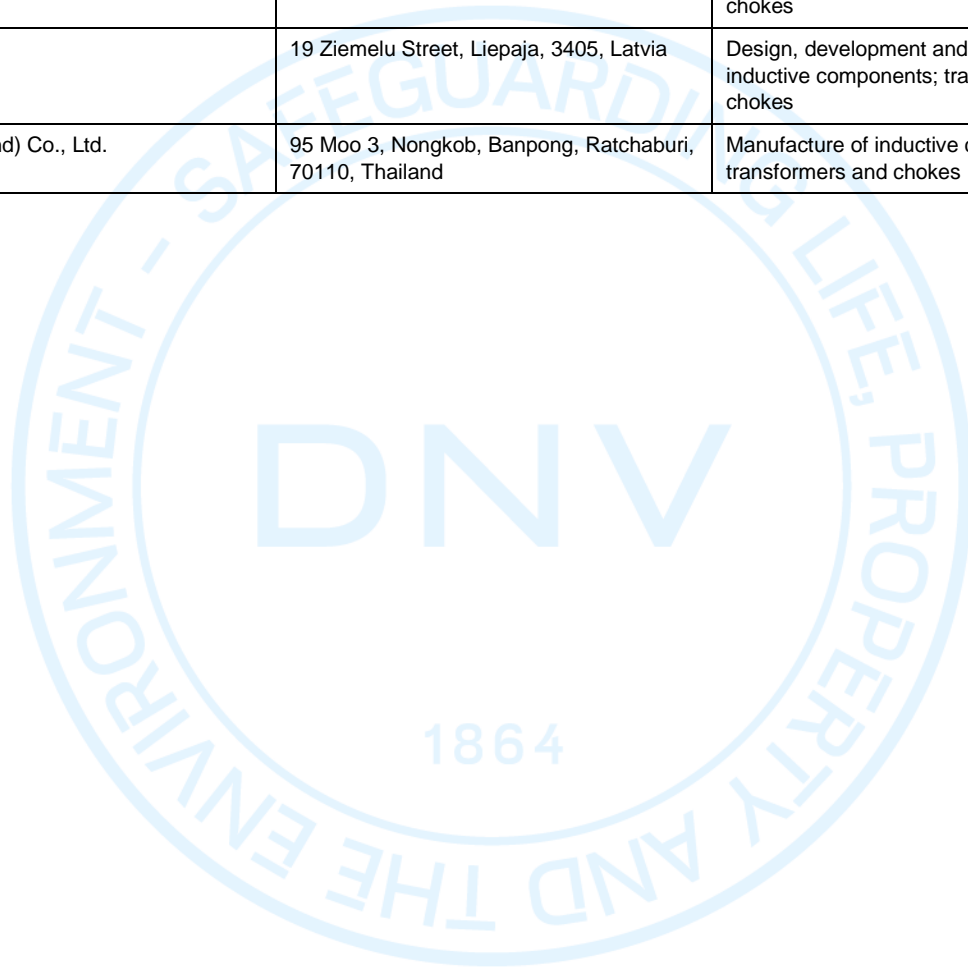 chokes
19 Ziemelu Street, Liepaja, 3405, Latvia
Design, development and
inductive components; tra
chokes
d) Co., Ltd.
95 Moo 3, Nongkob, Banpong, Ratchaburi,
70110, Thailand
Manufacture of inductive c
transformers and chokes
SAFEGUARDING LIFE, PROPERTY AND THE ENVIRONMENT -
DNV
1864